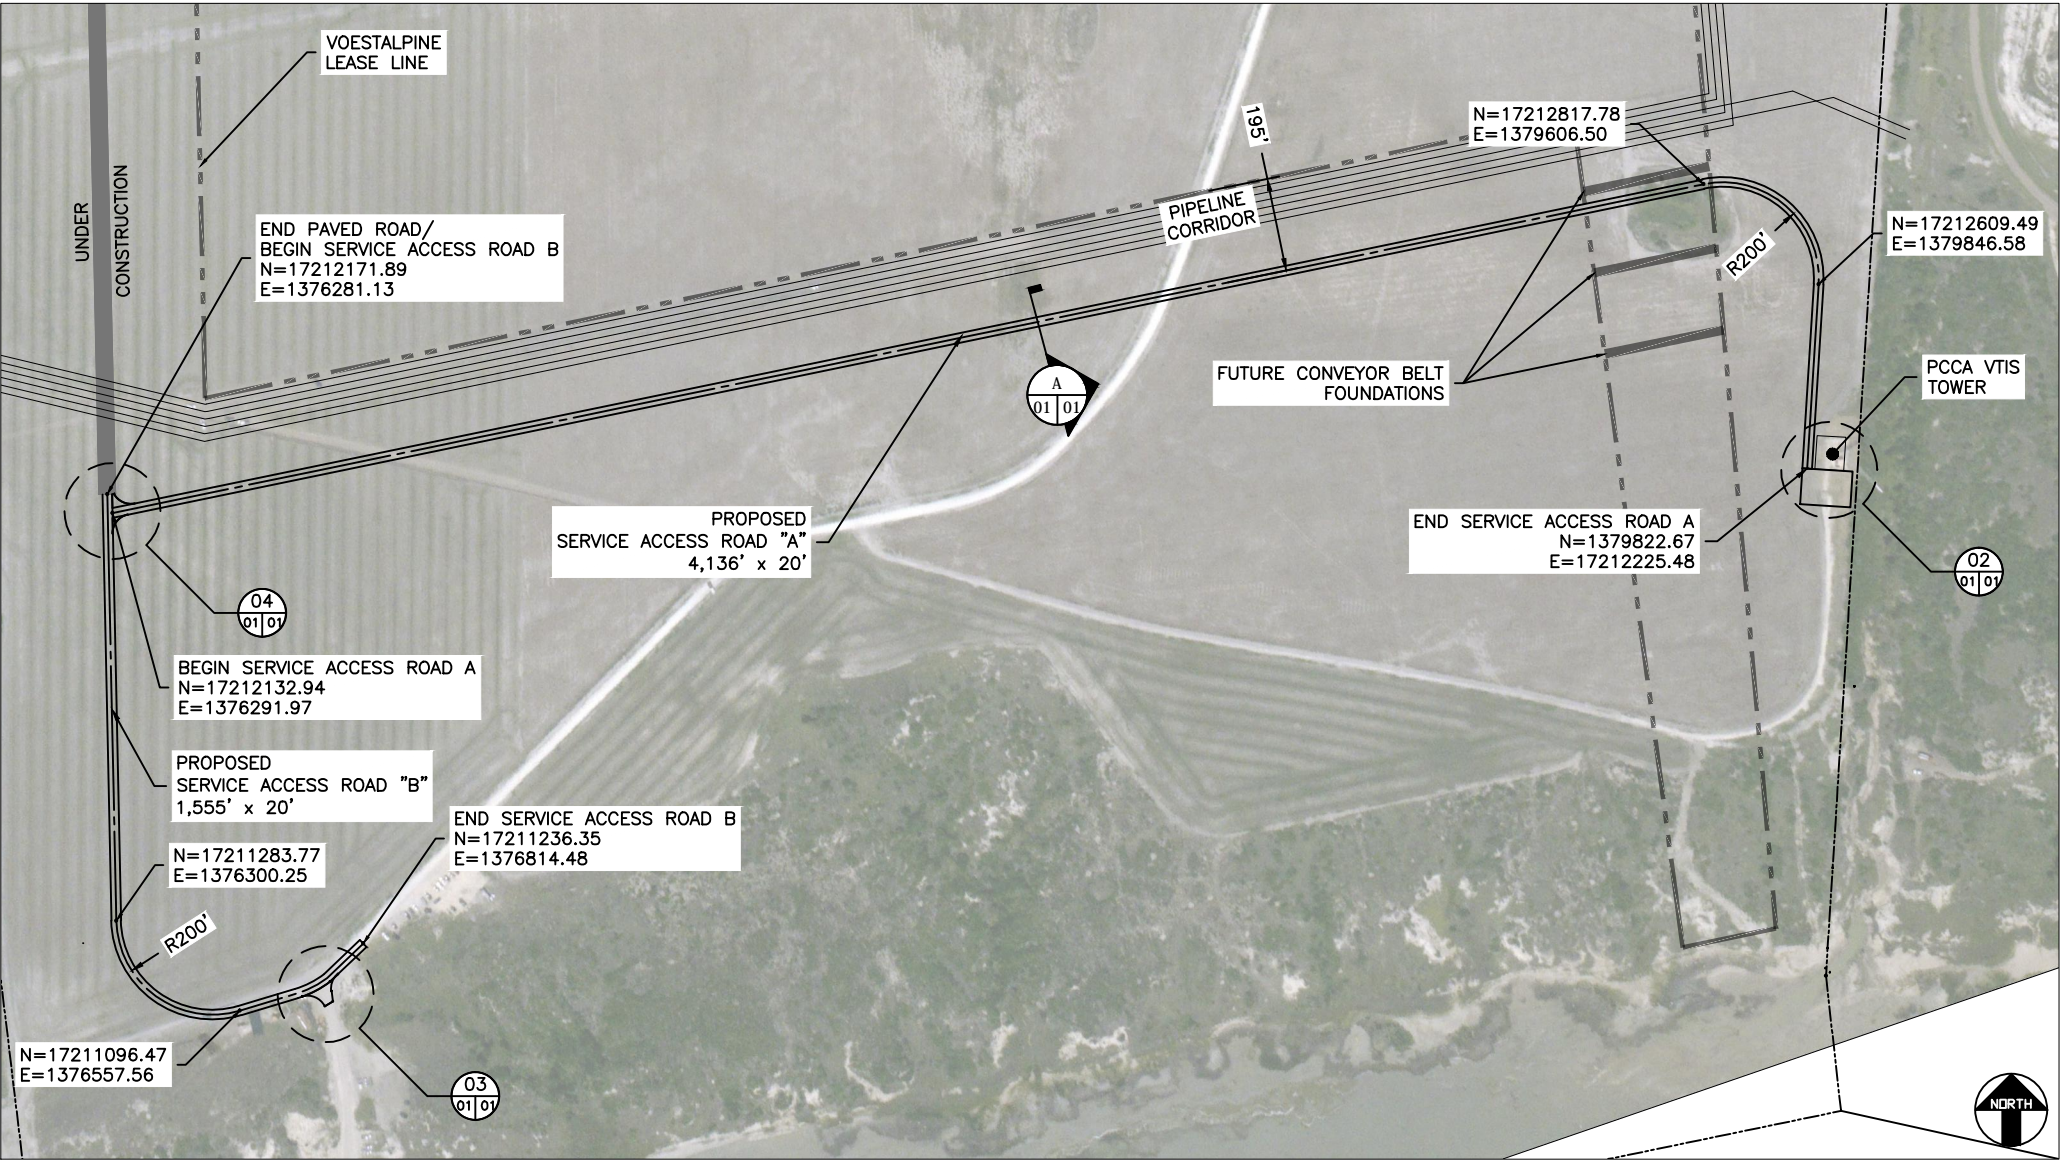 VOESTALPINE
LEASE LINE
UNDER
CONSTRUCTION
END PAVED ROAD/
BEGIN SERVICE ACCESS ROAD B
N=17212171.89
E=1376281.13
195'
PIPELINE
CORRIDOR
N=17212817.78
E=1379606.50
R200'
N=17212609.49
E=1379846.58
A
01 01
FUTURE CONVEYOR BELT
FOUNDATIONS
PCCA VTIS
TOWER
PROPOSED
SERVICE ACCESS ROAD "A"
4,136' x 20'
END SERVICE ACCESS ROAD A
N=1379822.67
E=17212225.48
02
01 01
04
01 01
BEGIN SERVICE ACCESS ROAD A
N=17212132.94
E=1376291.97
PROPOSED
SERVICE ACCESS ROAD "B"
1,555' x 20'
END SERVICE ACCESS ROAD B
N=17211236.35
E=1376814.48
N=17211283.77
E=1376300.25
R200'
N=17211096.47
E=1376557.56
03
01 01
NORTH